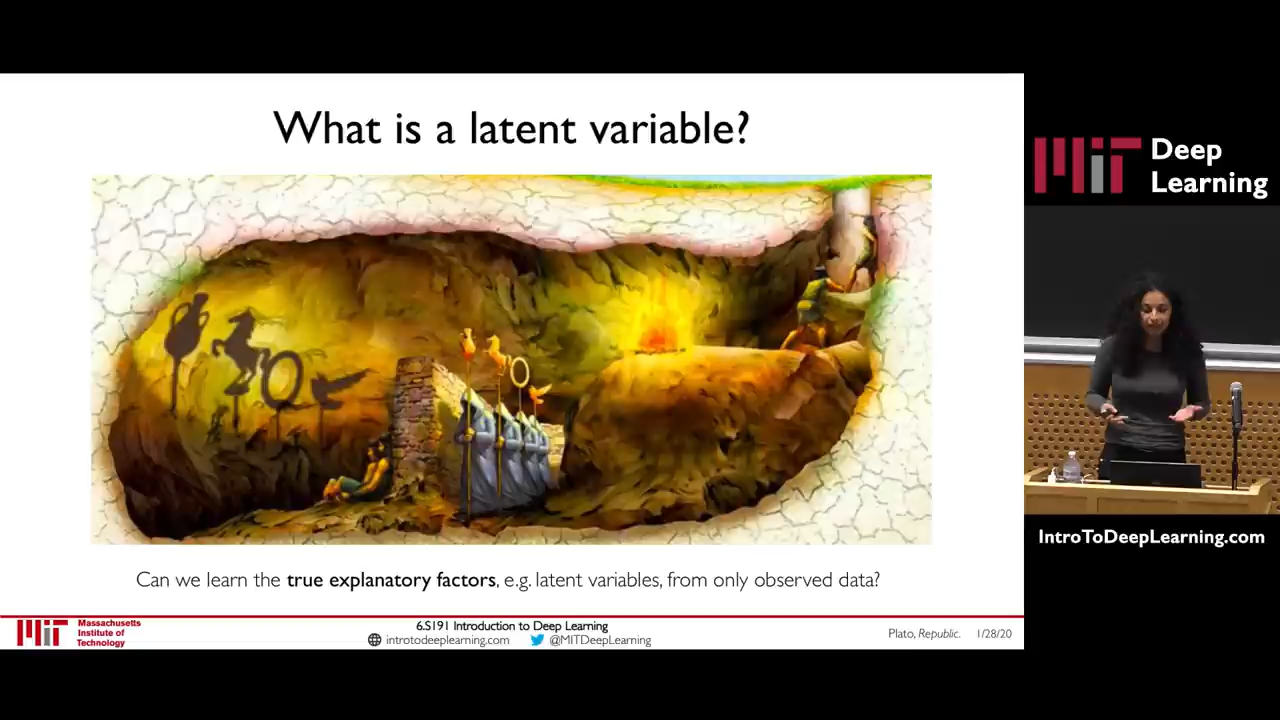 What is a latent variable?
Can we learn the true explanatory factors, e.g. latent variables, from only observed data?
MIT Massachusetts
Institute of
Technology
6.S191 Introduction to Deep Learning
introtodeeplearning.com @MITDeepLearning
Plato, Republic. 1/28/20
MIT Deep
Learning
IntroToDeepLearning.com